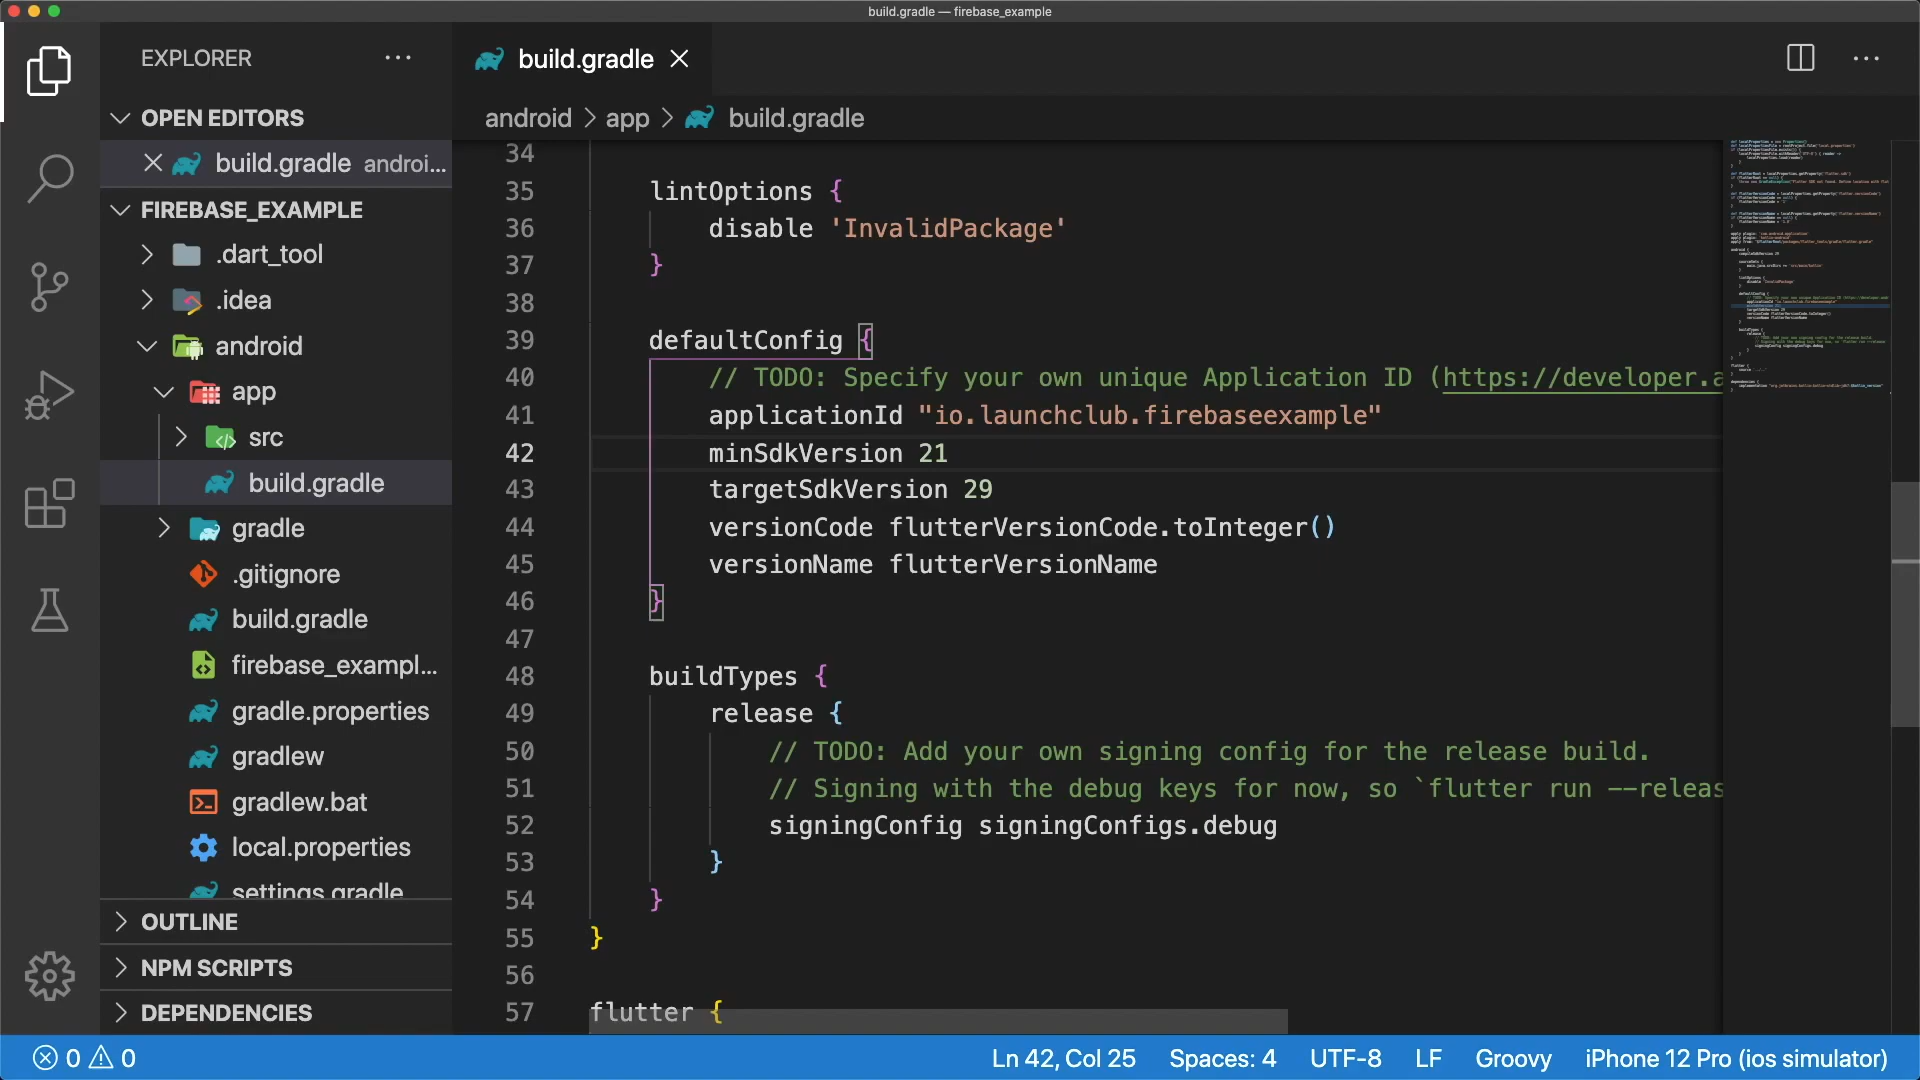 build.gradle — firebase_example
EXPLORER
build.gradle
OPEN EDITORS
build.gradle androi...
FIREBASE_EXAMPLE
.dart_tool
.idea
android
app
src
build.gradle
gradle
.gitignore
build.gradle
firebase_exampl...
gradle.properties
gradlew
gradlew.bat
local.properties
settings.gradle
OUTLINE
NPM SCRIPTS
DEPENDENCIES
android > app > build.gradle
34
35 lintOptions {
36 disable 'InvalidPackage'
37 }
38
39 defaultConfig {
40 // TODO: Specify your own unique Application ID (https://developer.a
41 applicationId "io.launchclub.firebaseexample"
42 minSdkVersion 21
43 targetSdkVersion 29
44 versionCode flutterVersionCode.toInteger()
45 versionName flutterVersionName
46 }
47
48 buildTypes {
49 release {
50 // TODO: Add your own signing config for the release build.
51 // Signing with the debug keys for now, so `flutter run --releas
52 signingConfig signingConfigs.debug
53 }
54 }
55 }
56
57 flutter {
0 0
Ln 42, Col 25 Spaces: 4 UTF-8 LF Groovy iPhone 12 Pro (ios simulator)